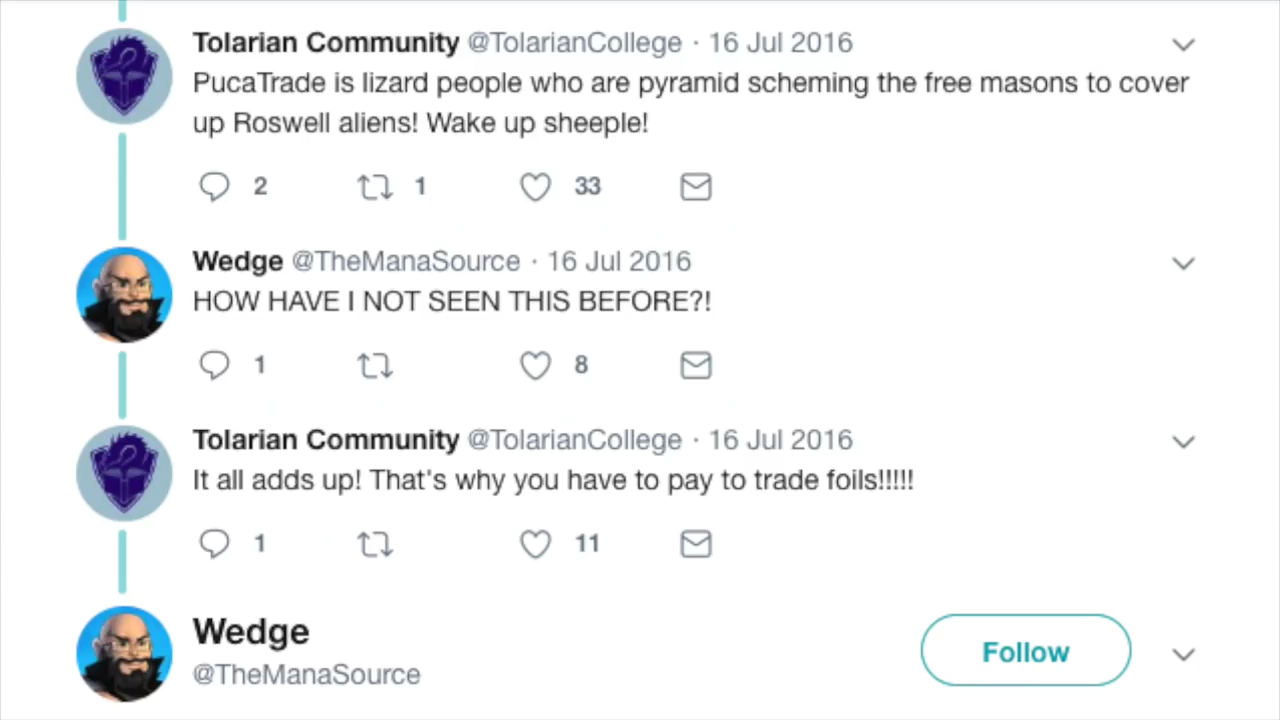 Tolarian Community @TolarianCollege · 16 Jul 2016
PucaTrade is lizard people who are pyramid scheming the free masons to cover
up Roswell aliens! Wake up sheeple!
2 1 33
Wedge @TheManaSource · 16 Jul 2016
HOW HAVE I NOT SEEN THIS BEFORE?!
1 8
Tolarian Community @TolarianCollege · 16 Jul 2016
It all adds up! That's why you have to pay to trade foils!!!!!
1 11
Wedge
@TheManaSource
Follow